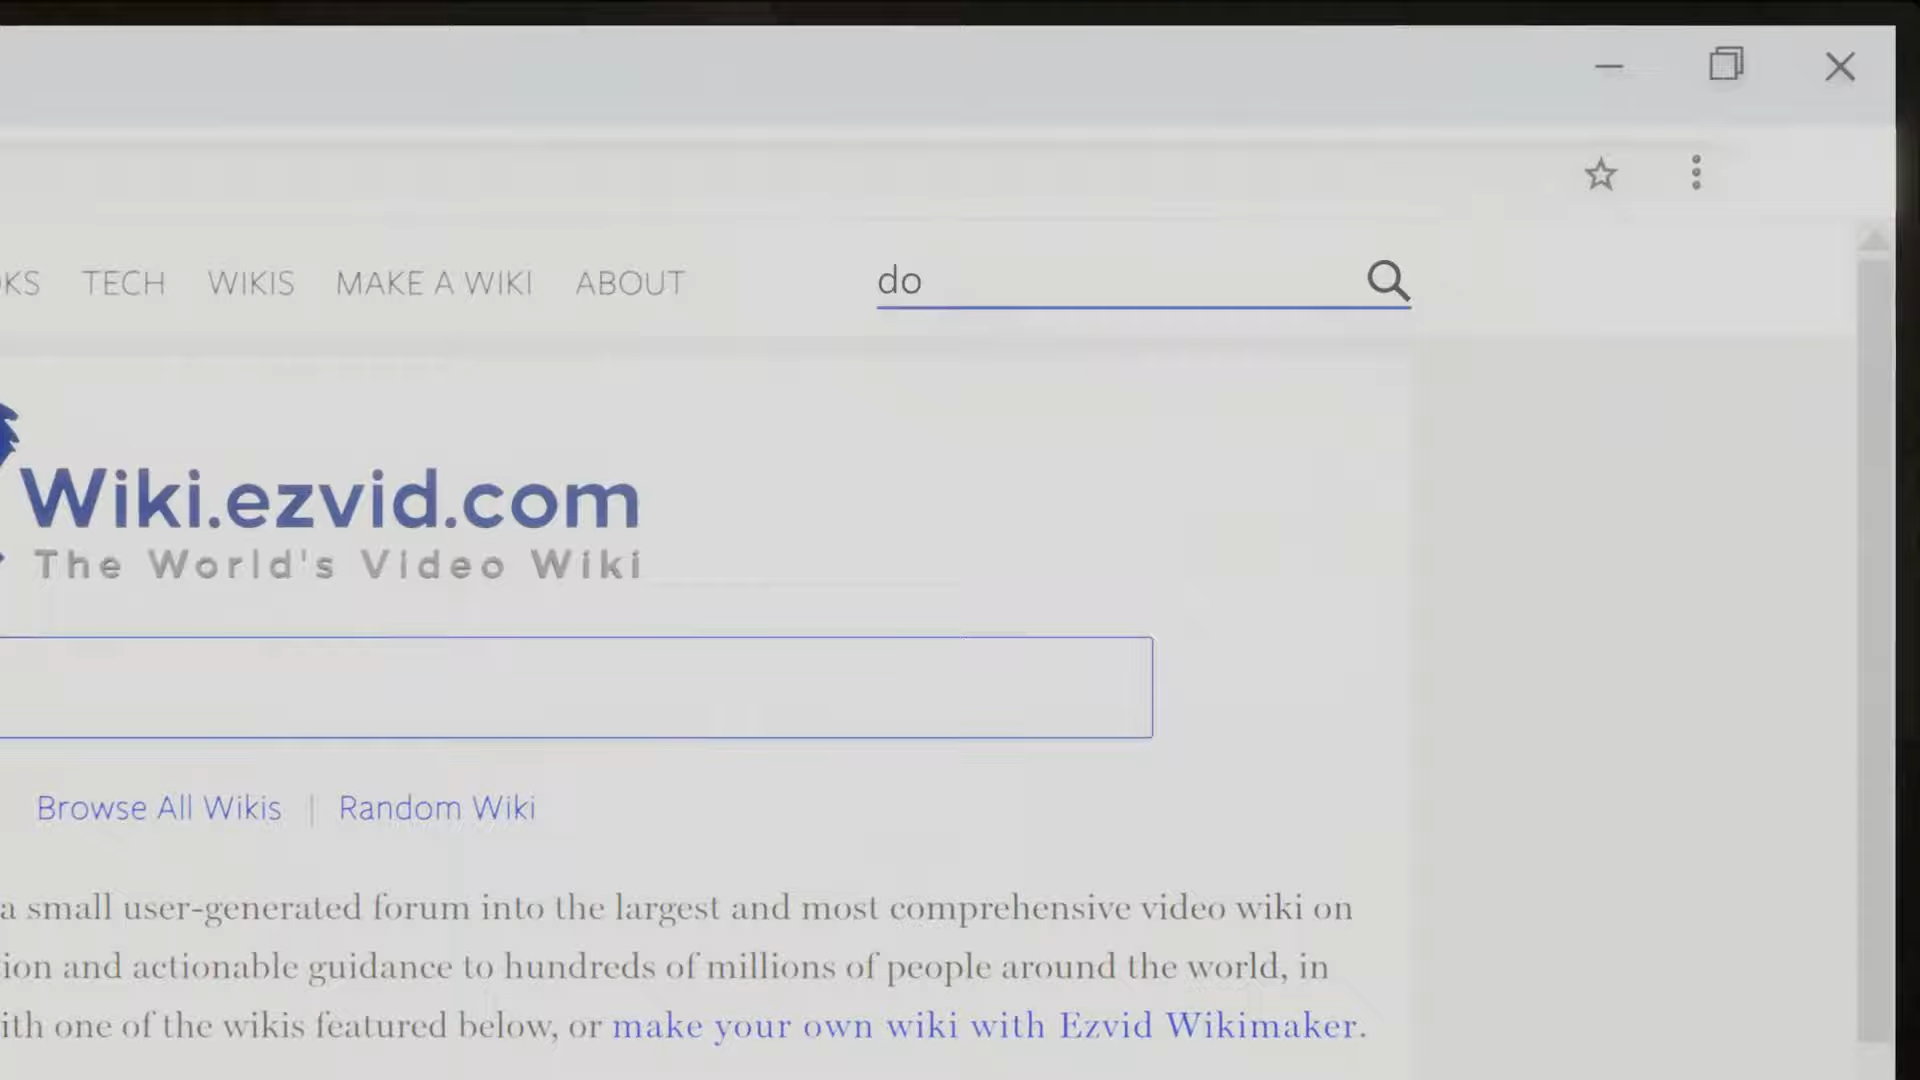 KS TECH WIKIS MAKE A WIKI ABOUT do
Wiki.ezvid.com
The World's Video Wiki
Browse All Wikis | Random Wiki
a small user-generated forum into the largest and most comprehensive video wiki on
ion and actionable guidance to hundreds of millions of people around the world, in
ith one of the wikis featured below, or make your own wiki with Ezvid Wikimaker.